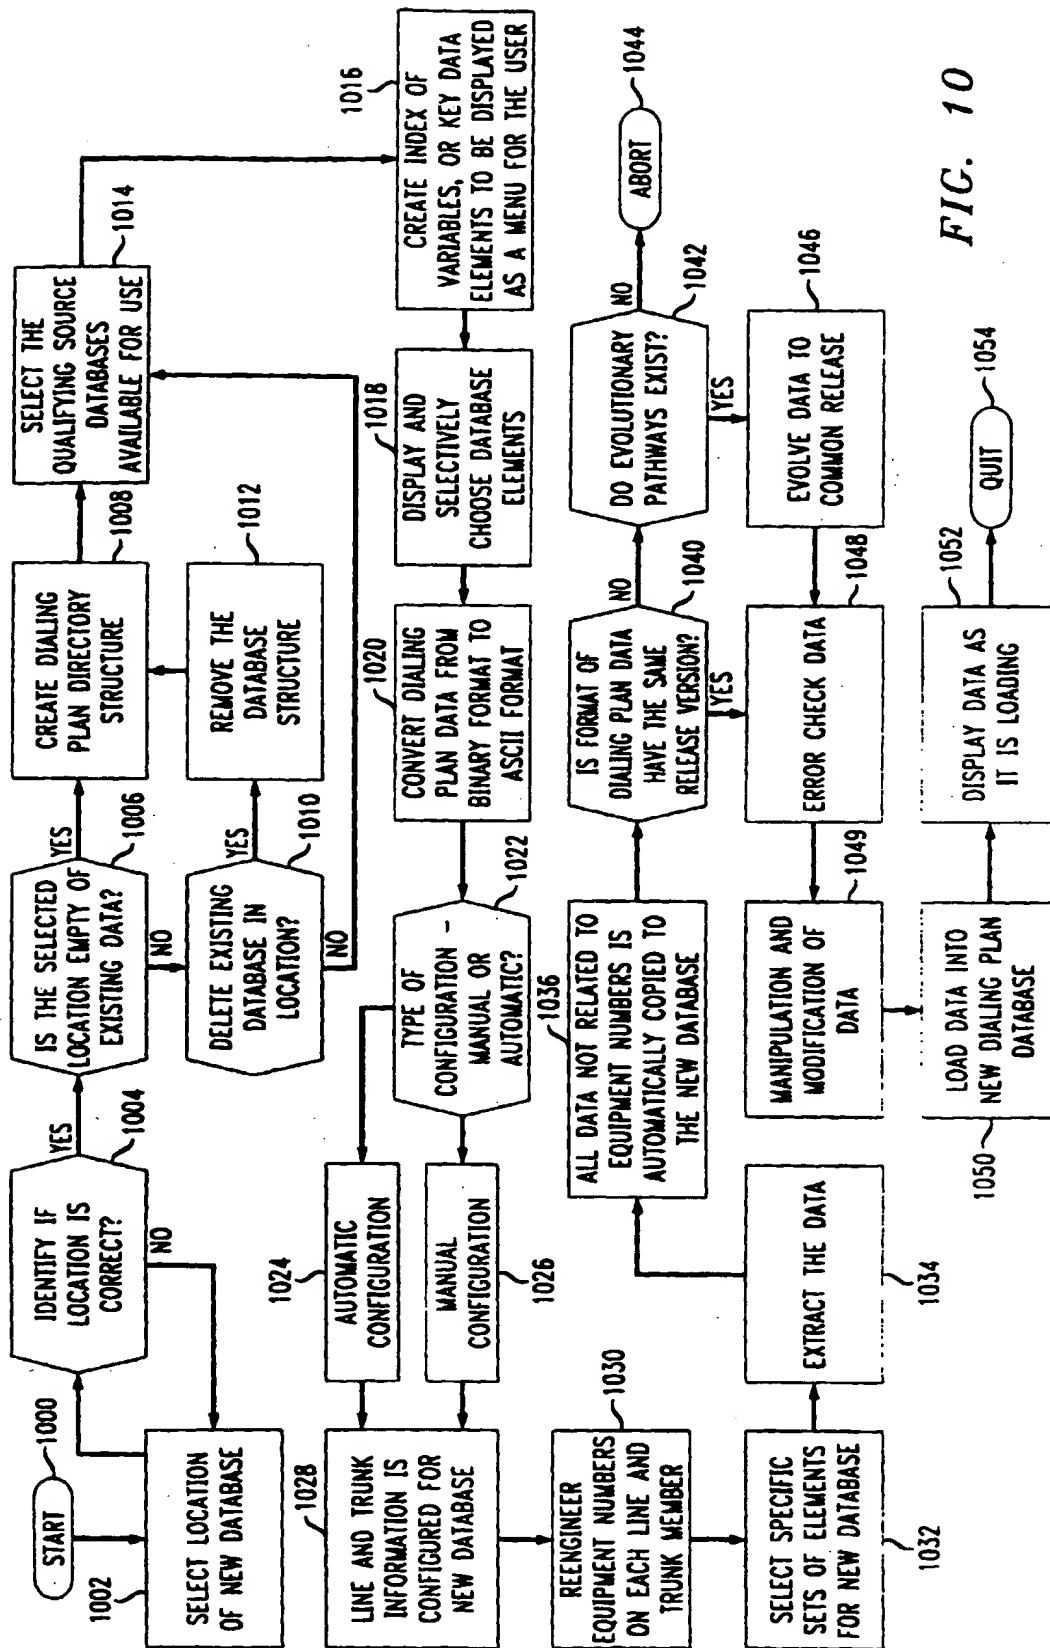 START
1000
1002
SELECT LOCATION
OF NEW DATABASE
IDENTIFY IF
LOCATION IS
CORRECT?
1004
YES
NO
IS THE SELECTED
LOCATION EMPTY OF
EXISTING DATA?
1006
YES
NO
CREATE DIALING
PLAN DIRECTORY
STRUCTURE
1008
DELETE EXISTING
DATABASE IN
LOCATION?
1010
YES
NO
REMOVE THE
DATABASE
STRUCTURE
1012
SELECT THE
QUALIFYING SOURCE
DATABASES
AVAILABLE FOR USE
1014
CREATE INDEX OF
VARIABLES, OR KEY DATA
ELEMENTS TO BE DISPLAYED
AS A MENU FOR THE USER
1016
DISPLAY AND
SELECTIVELY
CHOOSE DATABASE
ELEMENTS
1018
CONVERT DIALING
PLAN DATA FROM
BINARY FORMAT TO
ASCII FORMAT
1020
TYPE OF
CONFIGURATION –
MANUAL OR
AUTOMATIC?
1022
AUTOMATIC
CONFIGURATION
1024
MANUAL
CONFIGURATION
1026
LINE AND TRUNK
INFORMATION IS
CONFIGURED FOR
NEW DATABASE
1028
REENGINEER
EQUIPMENT NUMBERS
ON EACH LINE AND
TRUNK MEMBER
1030
SELECT SPECIFIC
SETS OF ELEMENTS
FOR NEW DATABASE
1032
EXTRACT THE DATA
1034
ALL DATA NOT RELATED TO
EQUIPMENT NUMBERS IS
AUTOMATICALLY COPIED TO
THE NEW DATABASE
1036
IS FORMAT OF
DIALING PLAN DATA
HAVE THE SAME
RELEASE VERSION?
1040
NO
YES
DO EVOLUTIONARY
PATHWAYS EXIST?
1042
NO
YES
ABORT
1044
EVOLVE DATA TO
COMMON RELEASE
1046
ERROR CHECK DATA
1048
MANIPULATION AND
MODIFICATION OF
DATA
1049
LOAD DATA INTO
NEW DIALING PLAN
DATABASE
1050
DISPLAY DATA AS
IT IS LOADING
1052
QUIT
1054
FIG. 10